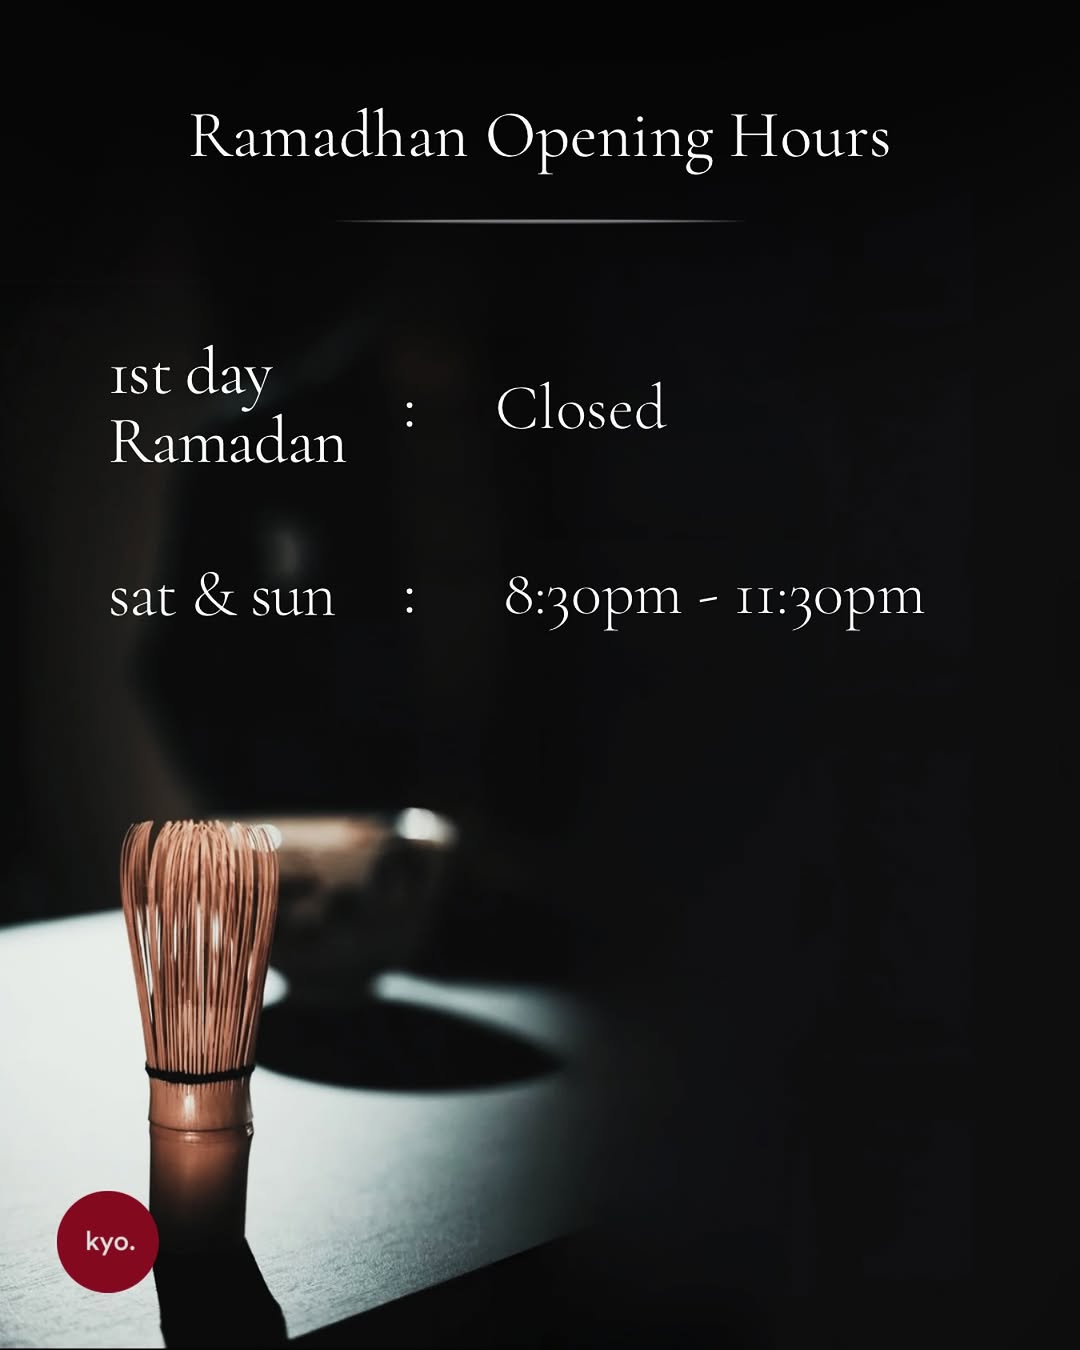 Ramadhan Opening Hours
1st day
Ramadan : Closed
sat & sun : 8:30pm - 11:30pm
kyo.